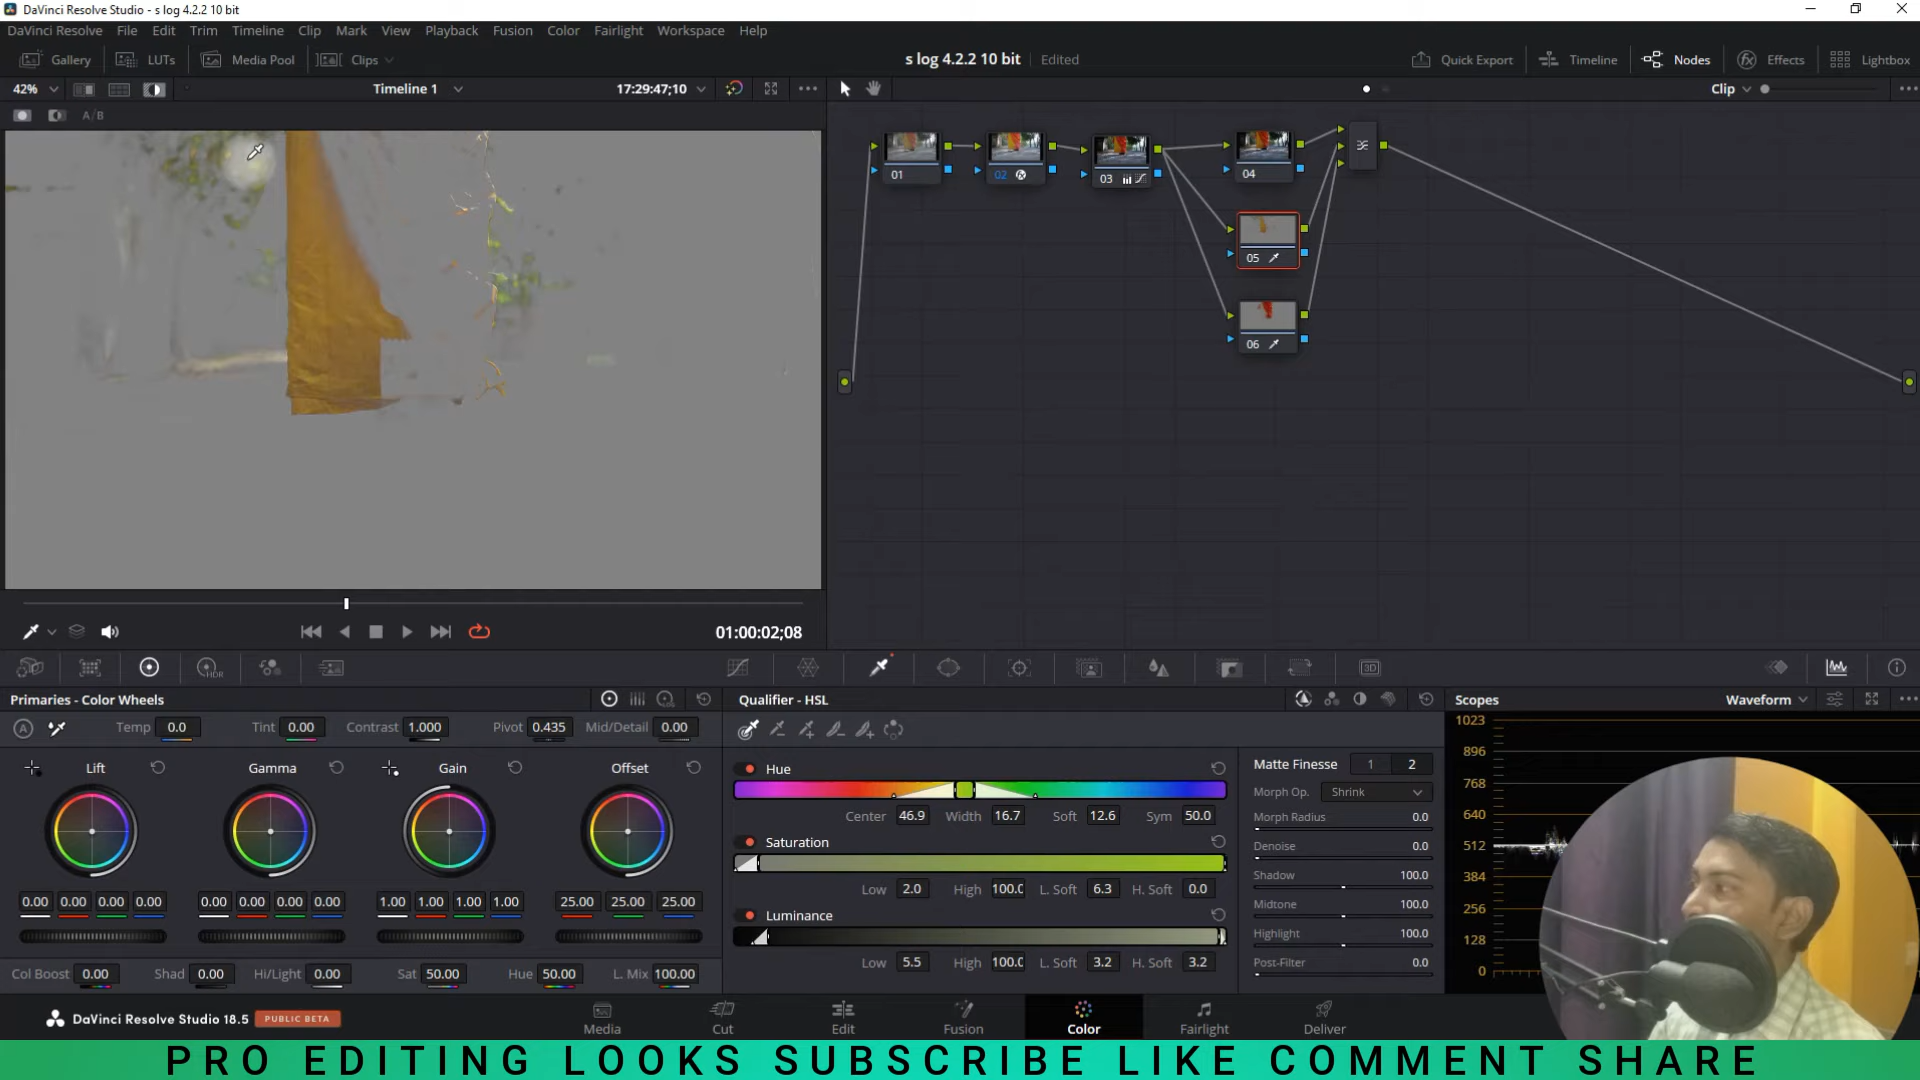 DaVinci Resolve Studio - s log 4.2.2 10 bit
DaVinci Resolve File Edit Trim Timeline Clip Mark View Playback Fusion Color Fairlight Workspace Help
Gallery LUTs Media Pool Clips s log 4.2.2 10 bit Edited Quick Export Timeline Nodes Effects Lightbox
42% Timeline 1 17:29:47;10 Clip
A/B
01 02 03 04
05
06
01:00:02;08
HDR 3D
Primaries - Color Wheels Qualifier - HSL Scopes Waveform
A Temp 0.0 Tint 0.00 Contrast 1.000 Pivot 0.435 Mid/Detail 0.00
Lift Gamma Gain Offset
0.00 0.00 0.00 0.00 0.00 0.00 0.00 0.00 1.00 1.00 1.00 1.00 25.00 25.00 25.00
Col Boost 0.00 Shad 0.00 Hi/Light 0.00 Sat 50.00 Hue 50.00 L. Mix 100.00
Hue
Center 46.9 Width 16.7 Soft 12.6 Sym 50.0
Saturation
Low 2.0 High 100.0 L. Soft 6.3 H. Soft 0.0
Luminance
Low 5.5 High 100.0 L. Soft 3.2 H. Soft 3.2
Matte Finesse 1 2
Morph Op. Shrink
Morph Radius 0.0
Denoise 0.0
Shadow 100.0
Midtone 100.0
Highlight 100.0
Post-Filter 0.0
1023
896
768
640
512
384
256
128
0
DaVinci Resolve Studio 18.5 PUBLIC BETA
Media Cut Edit Fusion Color Fairlight Deliver
PRO EDITING LOOKS SUBSCRIBE LIKE COMMENT SHARE